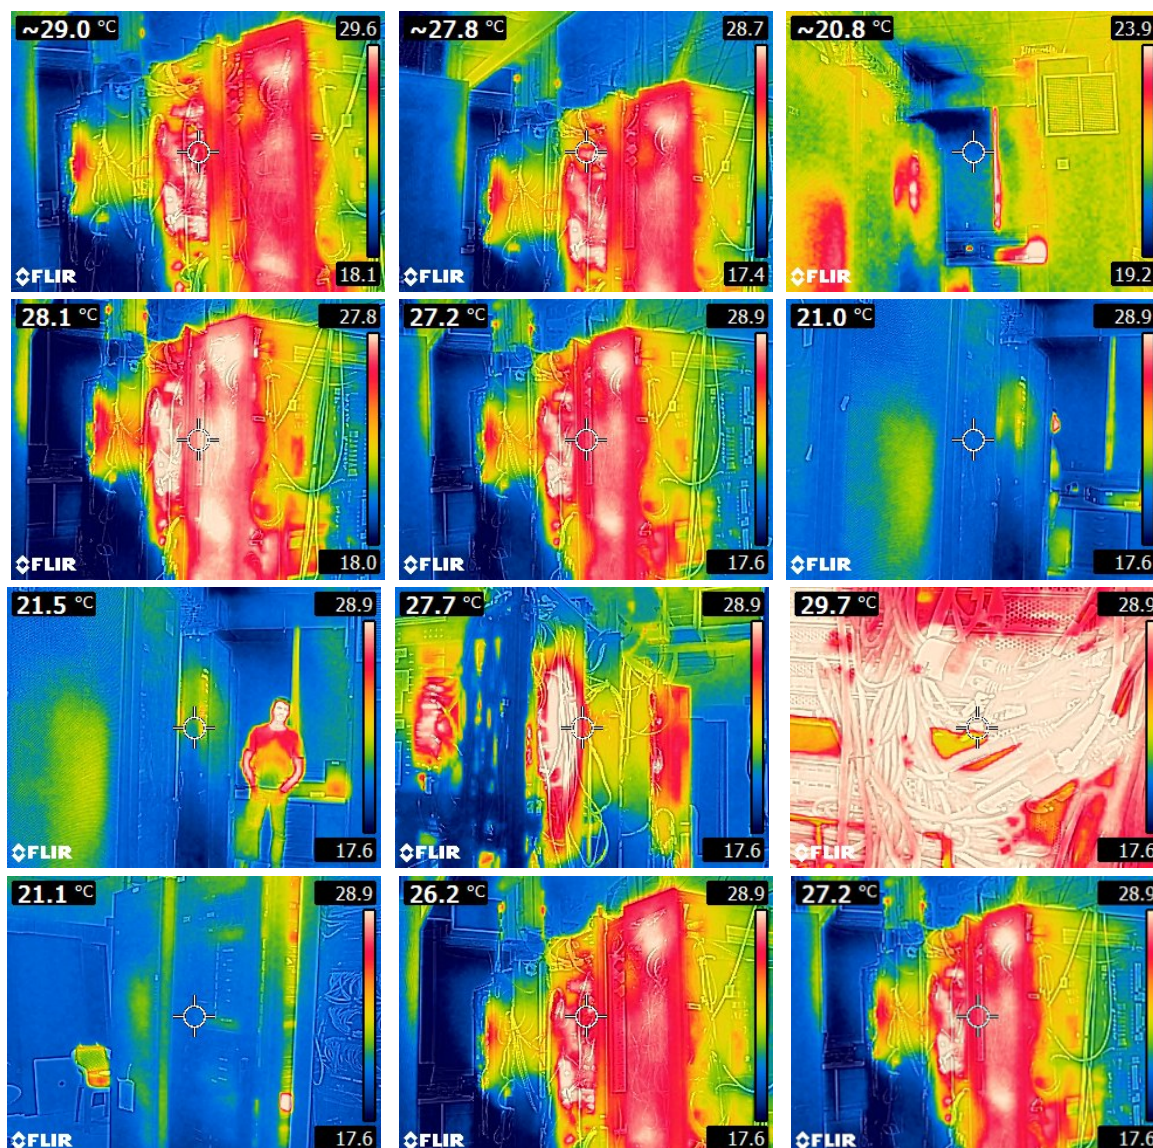 ~29.0 °C 29.6
FLIR 18.1
~27.8 °C 28.7
FLIR 17.4
~20.8 °C 23.9
FLIR 19.2
28.1 °C 27.8
FLIR 18.0
27.2 °C 28.9
FLIR 17.6
21.0 °C 28.9
FLIR 17.6
21.5 °C 28.9
FLIR 17.6
27.7 °C 28.9
FLIR 17.6
29.7 °C 28.9
FLIR 17.6
21.1 °C 28.9
FLIR 17.6
26.2 °C 28.9
FLIR 17.6
27.2 °C 28.9
FLIR 17.6